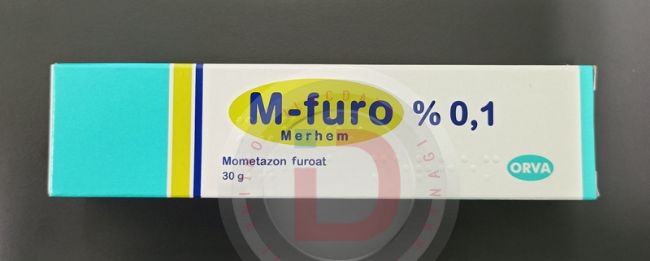 M-furo % 0,1
Merhem
Mometazon furoat
30 g
ORVA